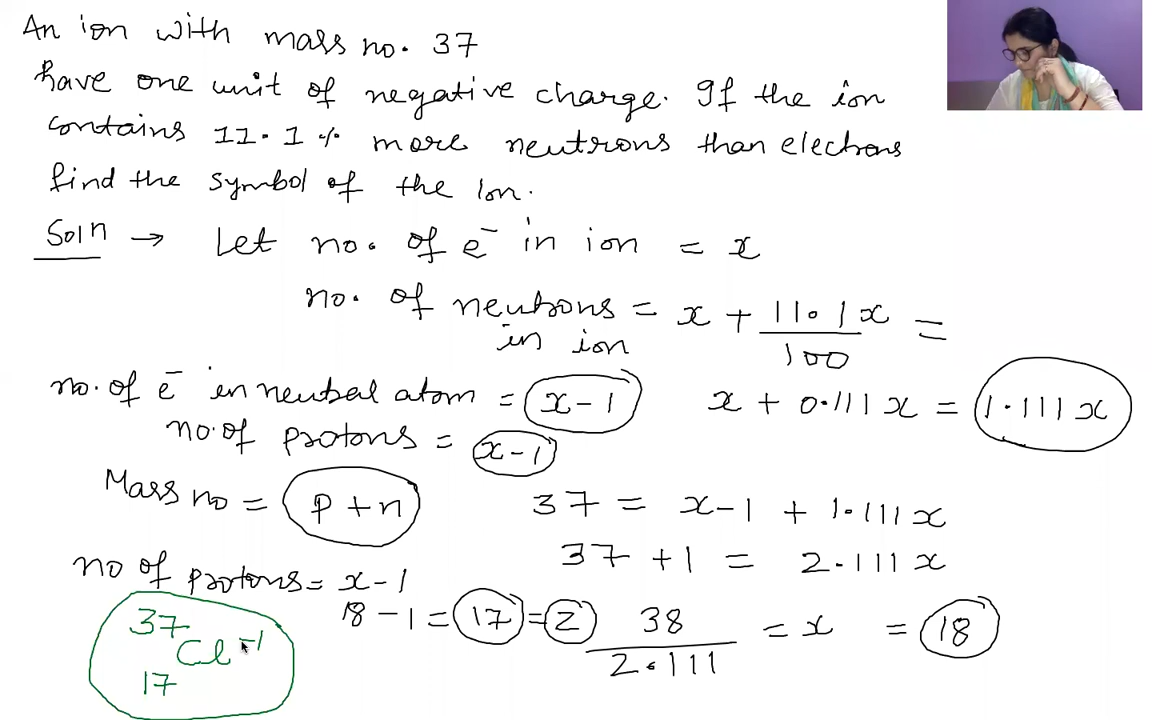 An ion with mass no. 37
have one unit of negative charge. If the ion
contains 11.1% more neutrons than electrons
find the symbol of the Ion.
Soln → Let no. of e⁻ in ion = x
no. of neutrons in ion = x + 11.1x/100 =
x + 0.111x = 1.111x
no. of e⁻ in neutral atom = x-1
no. of protons = x-1
Mass no = p+n
37 = x-1 + 1.111x
37 + 1 = 2.111x
38/2.111 = x = 18
no of protons = x-1
18-1 = 17 = Z
³⁷₁₇Cl⁻¹